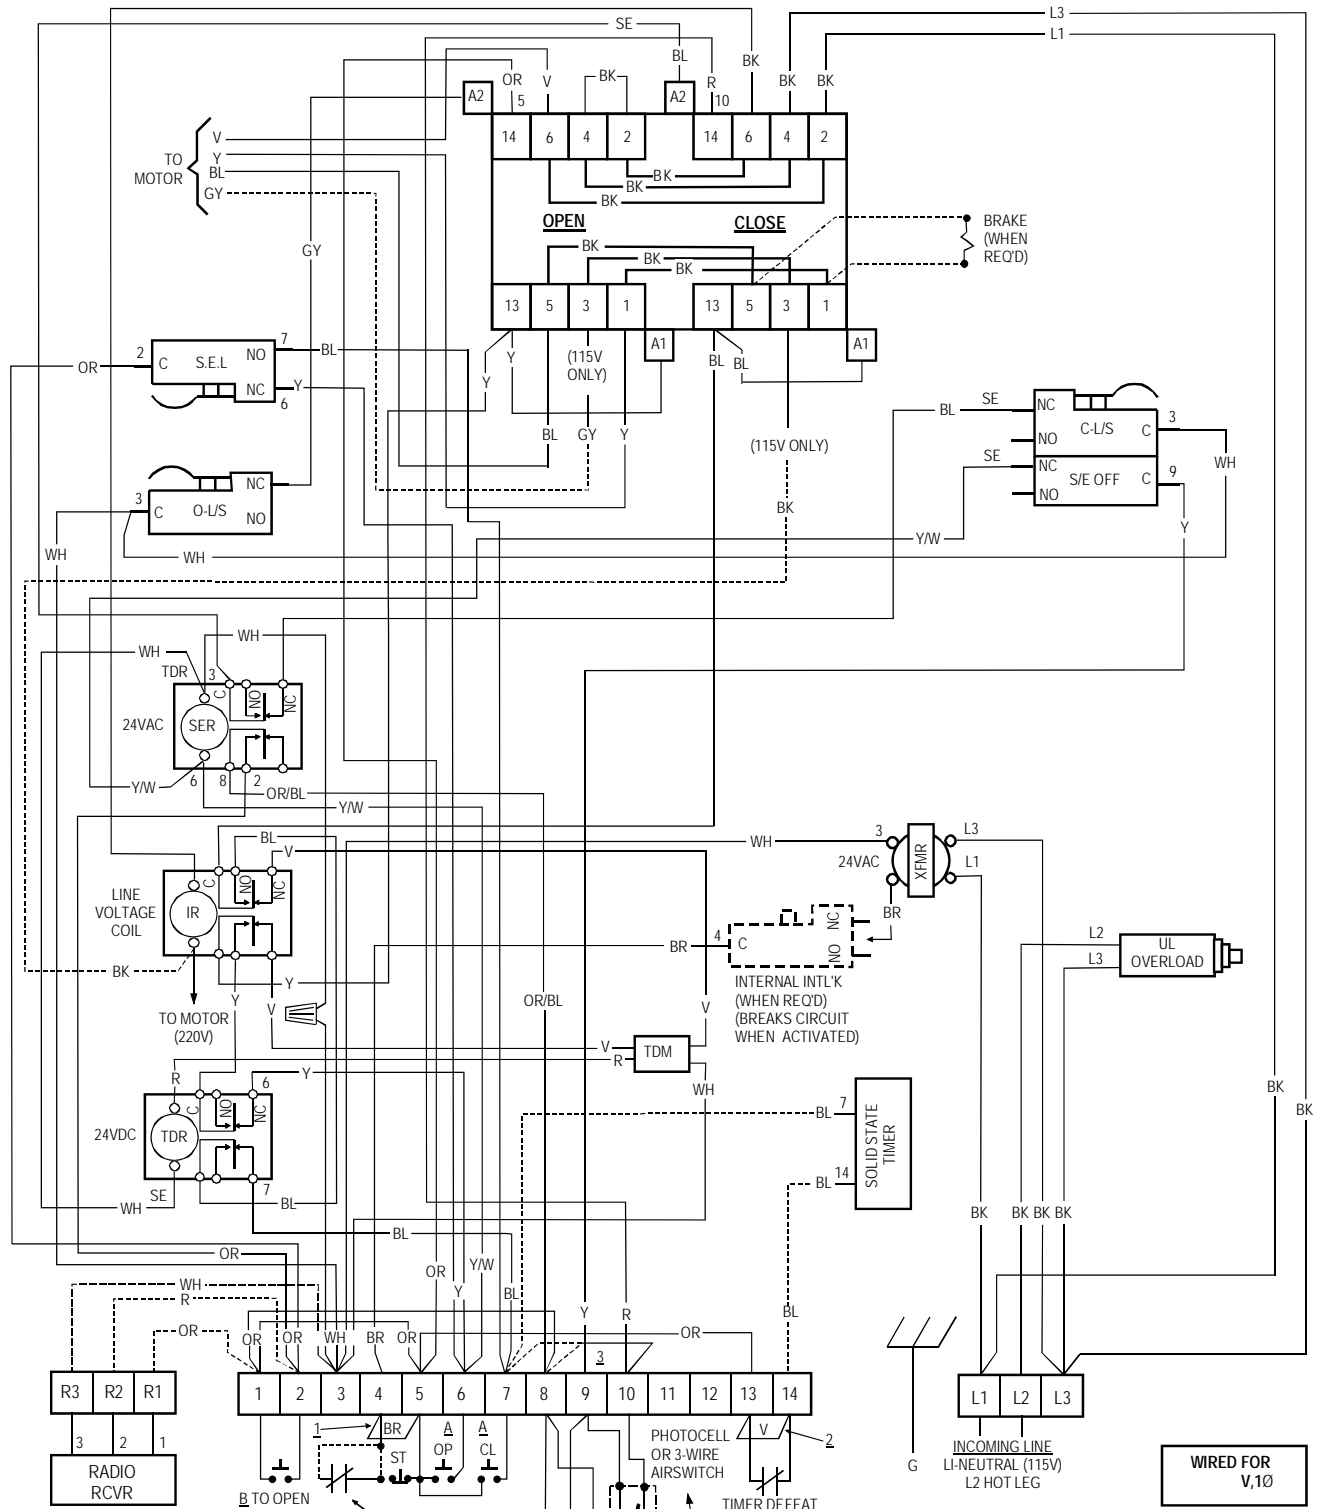 L3
SE
L1
BL
BK
OR
V
BK
R
BK
BK
A2
5
A2
10
14
6
4
2
14
6
4
2
V
Y
TO
MOTOR
BL
GY
BK
BK
BK
OPEN
CLOSE
BRAKE
(WHEN
REQ'D)
GY
BK
BK
BK
13
5
3
1
13
5
3
1
A1
A1
2
C
S.E.L
NO
7
BL
OR
NC
Y
6
Y
Y
(115V
ONLY)
BL
BL
BL
GY
Y
(115V ONLY)
BL
SE
NC
C-L/S
C
3
NO
WH
SE
NC
S/E OFF
C
9
NO
3
C
O-L/S
NC
NO
BK
Y
Y/W
WH
WH
WH
WH
TDR
3
C
NO
NC
24VAC
SER
Y/W
6
8
2
OR/BL
Y/W
BL
V
WH
3
24VAC
XFMR
L3
L1
LINE
VOLTAGE
COIL
C
NO
NC
IR
BR
BR
4
C
NC
NO
L2
L3
UL
OVERLOAD
BK
Y
INTERNAL INTL'K
(WHEN REQ'D)
(BREAKS CIRCUIT
WHEN ACTIVATED)
Y
V
OR/BL
V
TO MOTOR
(220V)
V
R
TDM
WH
R
6
Y
C
NO
NC
24VDC
TDR
SE
7
WH
BL
BL
BL
7
SOLID STATE
TIMER
BL
14
BK
BK
BK
BK
BK
BK
OR
OR
Y
Y/W
BL
WH
R
OR
OR
OR
WH
BR
OR
Y
R
OR
BL
3
R3
R2
R1
1
2
3
4
5
6
7
8
9
10
11
12
13
14
L1
L2
L3
3
2
1
RADIO
RCVR
1
BR
A
A
ST
OP
CL
PHOTOCELL
OR 3-WIRE
AIRSWITCH
V
2
B TO OPEN
TIMER DEFEAT
G
INCOMING LINE
LI-NEUTRAL (115V)
L2 HOT LEG
WIRED FOR
V,1Ø